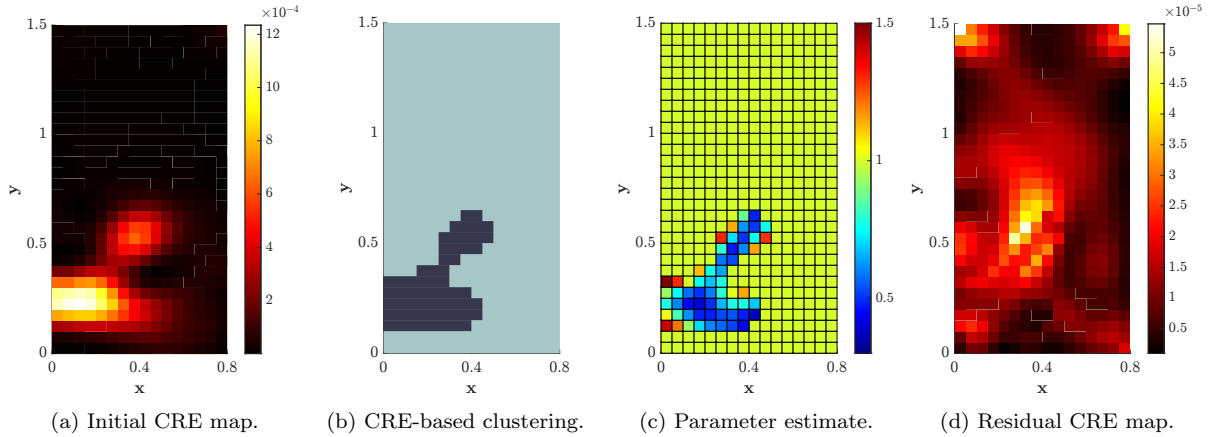 ×10⁻⁴
×10⁻⁵
1.5 12 1.5 1.5 1.5 1.5 5
10 4.5
4
1 8 1 1 1 1 3.5
y y y y 3
6 2.5
0.5 4 0.5 0.5 0.5 0.5 2
1.5
2 1
0.5
0 0 0 0
0 0.4 0.8 0 0.4 0.8 0 0.4 0.8 0 0.4 0.8
x x x x
(a) Initial CRE map. (b) CRE-based clustering. (c) Parameter estimate. (d) Residual CRE map.